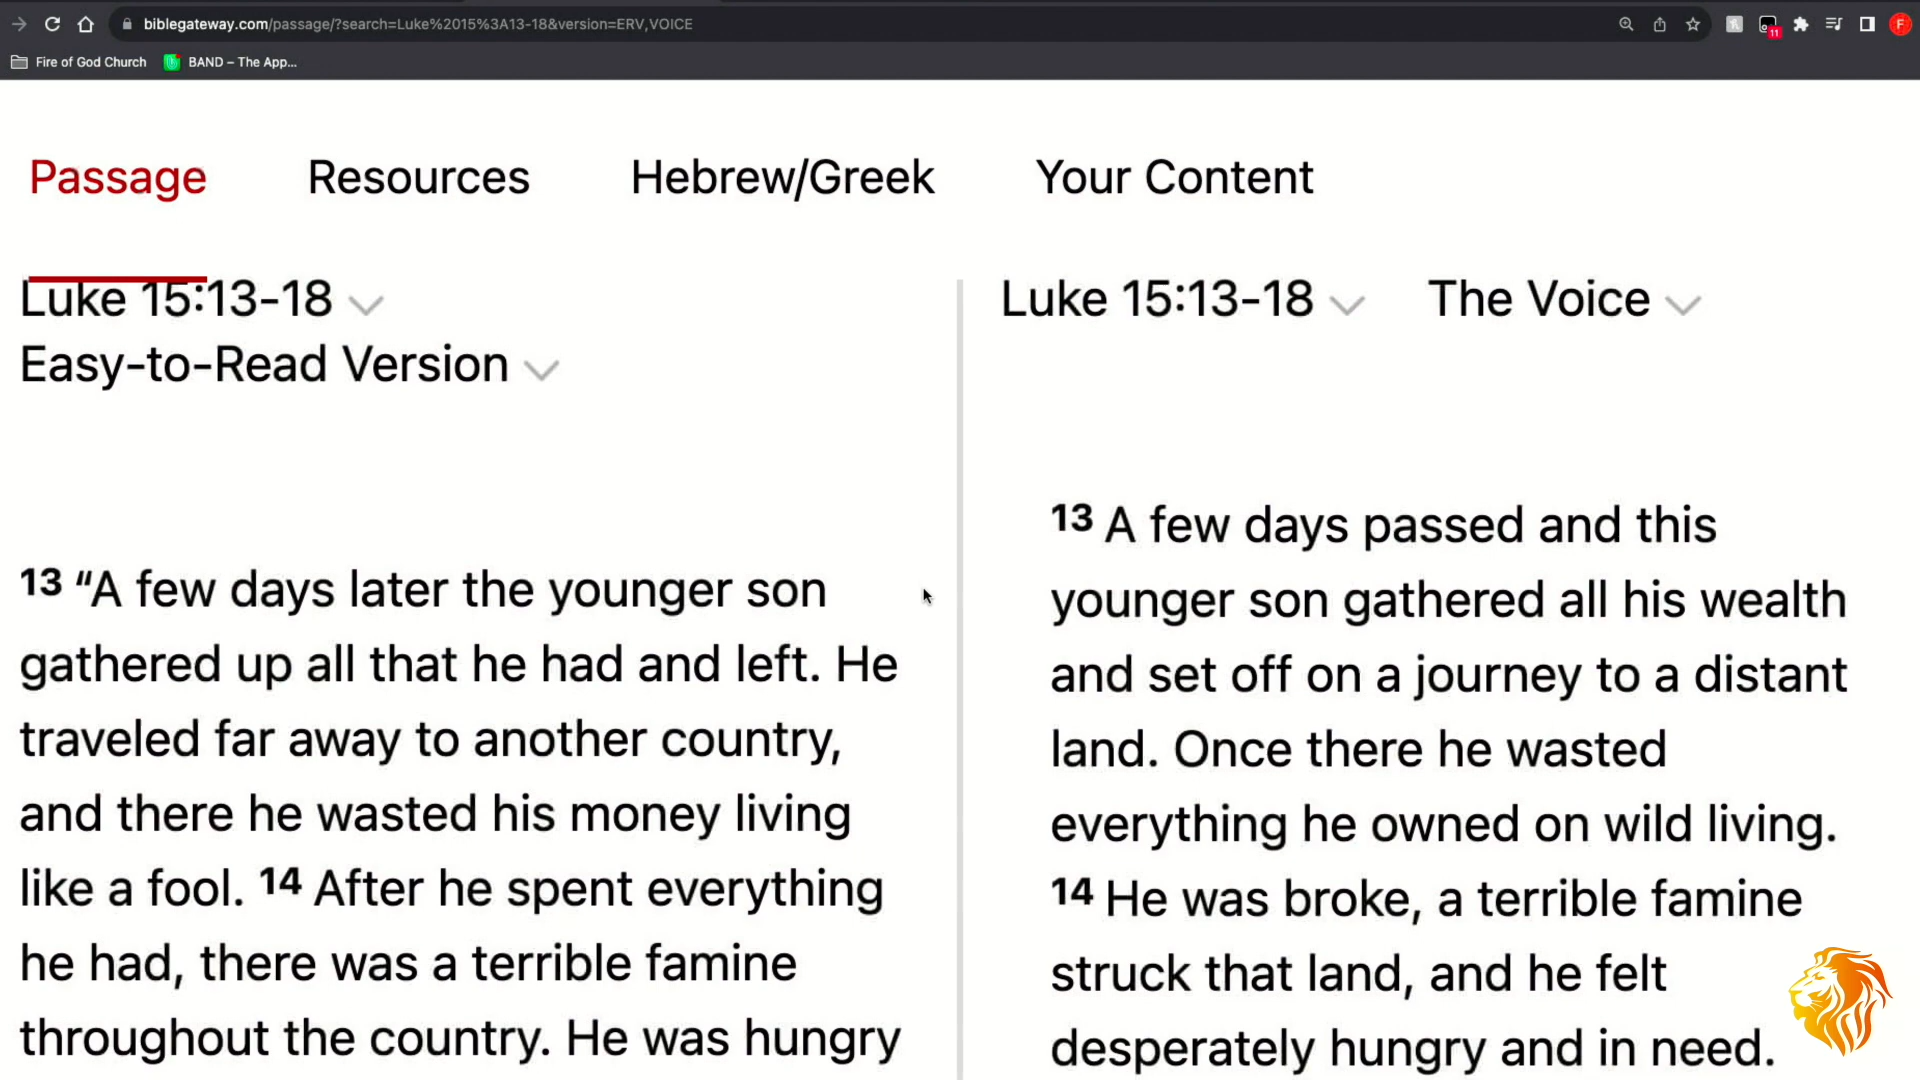 biblegateway.com/passage/?search=Luke%2015%3A13-18&version=ERV,VOICE
11
F
Fire of God Church
BAND – The App...
Passage
Resources
Hebrew/Greek
Your Content
Luke 15:13-18
Easy-to-Read Version
13 “A few days later the younger son
gathered up all that he had and left. He
traveled far away to another country,
and there he wasted his money living
like a fool. 14 After he spent everything
he had, there was a terrible famine
throughout the country. He was hungry
Luke 15:13-18
The Voice
13 A few days passed and this
younger son gathered all his wealth
and set off on a journey to a distant
land. Once there he wasted
everything he owned on wild living.
14 He was broke, a terrible famine
struck that land, and he felt
desperately hungry and in need.